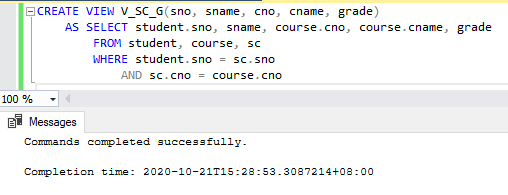 CREATE VIEW V_SC_G(sno, sname, cno, cname, grade)
AS SELECT student.sno, sname, course.cno, course.cname, grade
FROM student, course, sc
WHERE student.sno = sc.sno
AND sc.cno = course.cno
100 %
Messages
Commands completed successfully.
Completion time: 2020-10-21T15:28:53.3087214+08:00